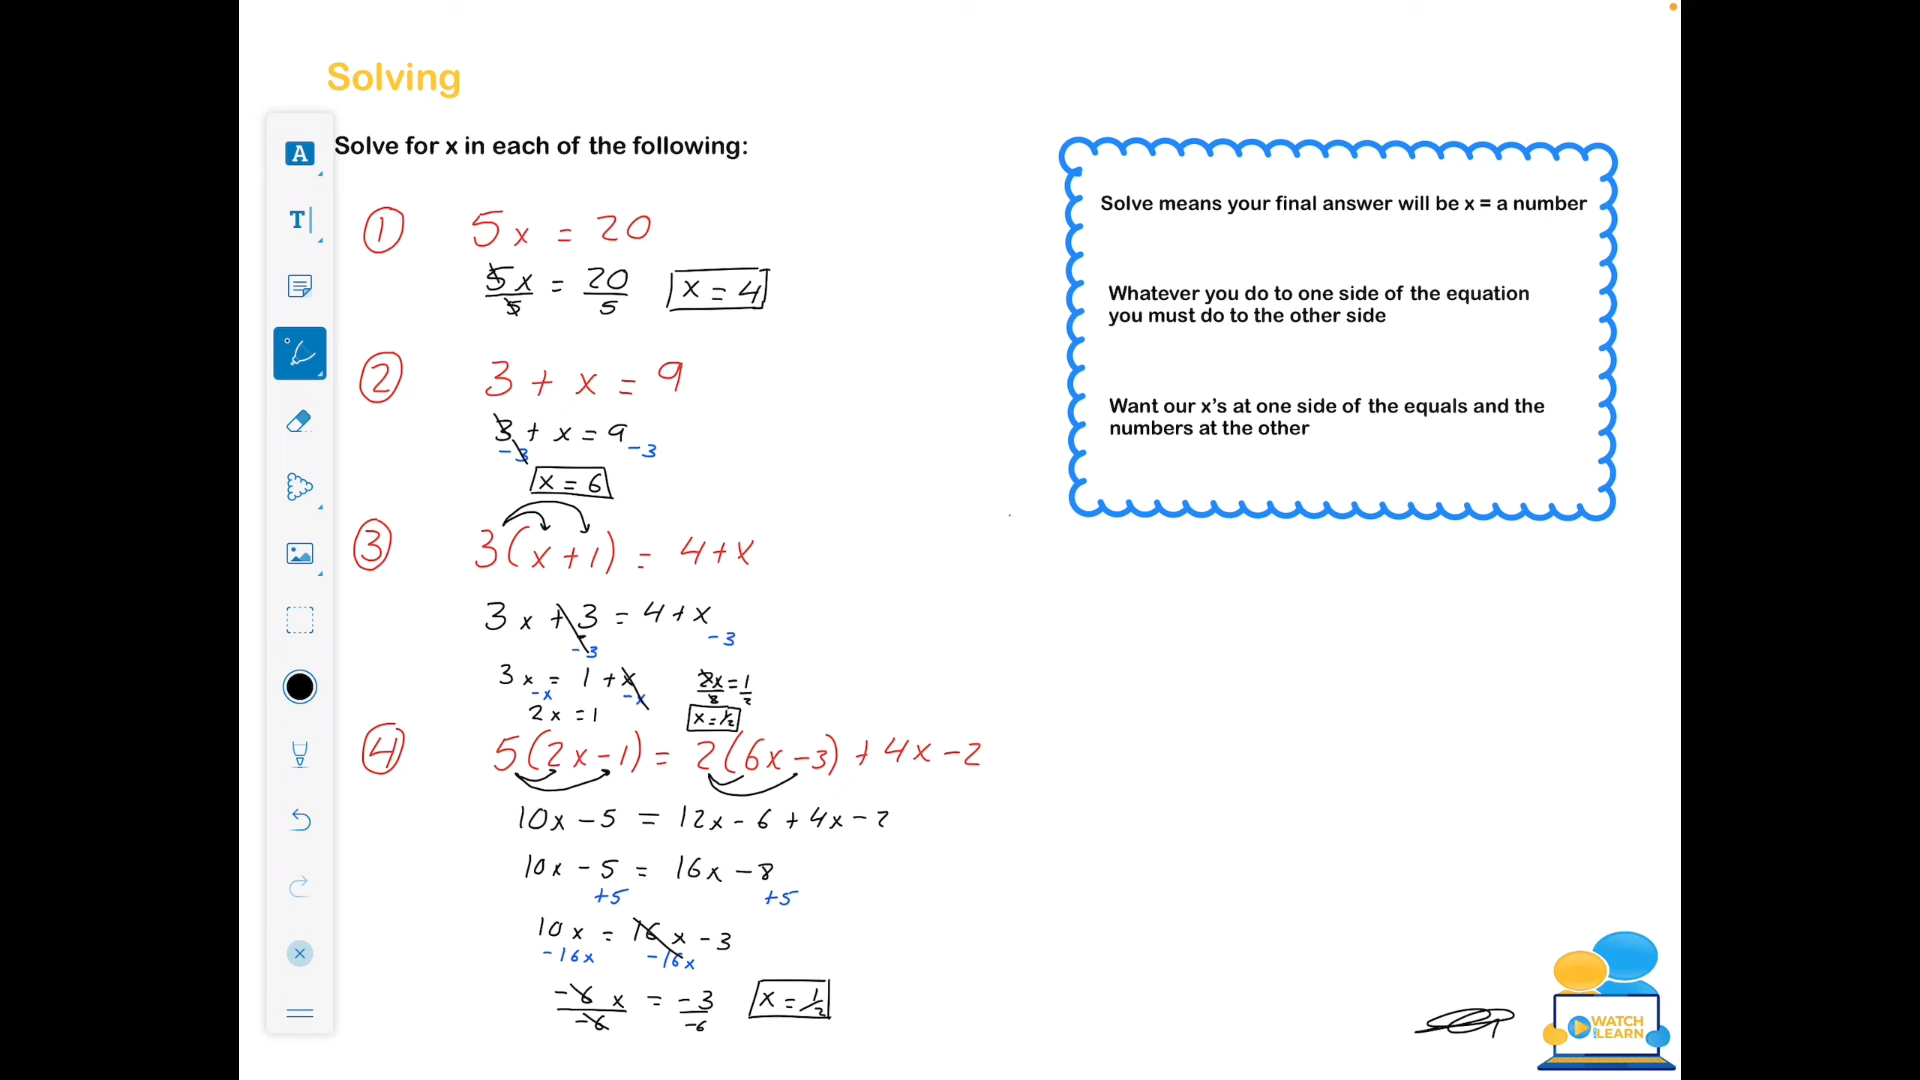 Solving
Solve for x in each of the following:
① 5x = 20
5x/5 = 20/5 x = 4
② 3 + x = 9
3 + x = 9
-3 -3
x = 6
③ 3(x+1) = 4+x
3x + 3 = 4+x
-3 -3
3x = 1 + x
-x -x
2x = 1
2x/2 = 1/2
x = 1/2
④ 5(2x-1) = 2(6x-3) + 4x - 2
10x - 5 = 12x - 6 + 4x - 2
10x - 5 = 16x - 8
+5 +5
10x = 16x - 3
-16x -16x
-6x/-6 = -3/-6 x = 1/2
Solve means your final answer will be x = a number
Whatever you do to one side of the equation
you must do to the other side
Want our x's at one side of the equals and the
numbers at the other
A
T
WATCH
LEARN